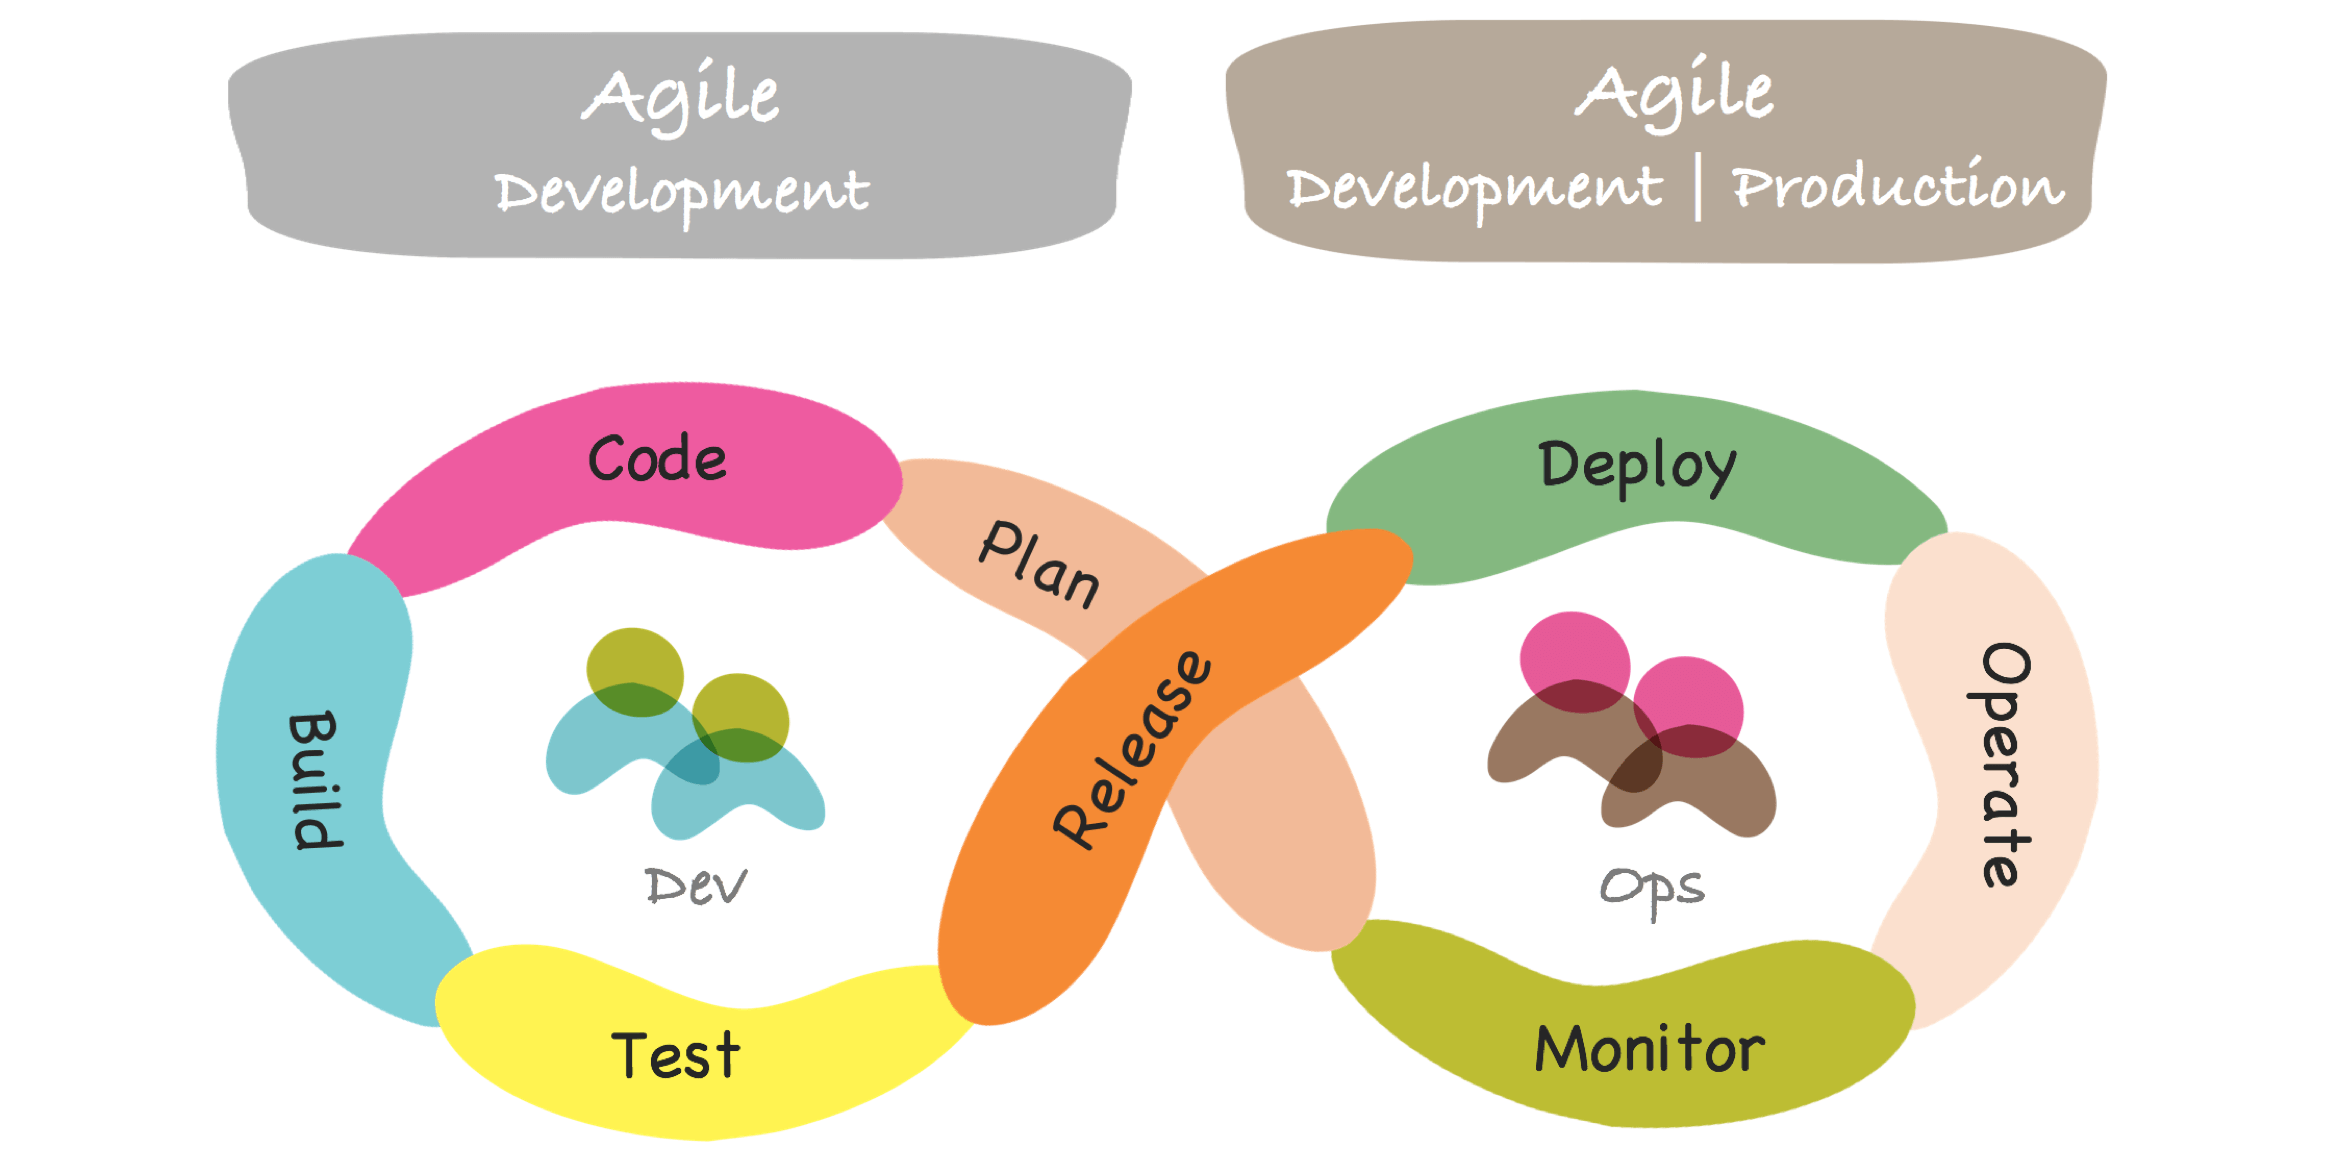 Agile
Development
Agile
Development | Production
Code
Plan
Build
Test
Release
Dev
Deploy
Operate
Monitor
Ops